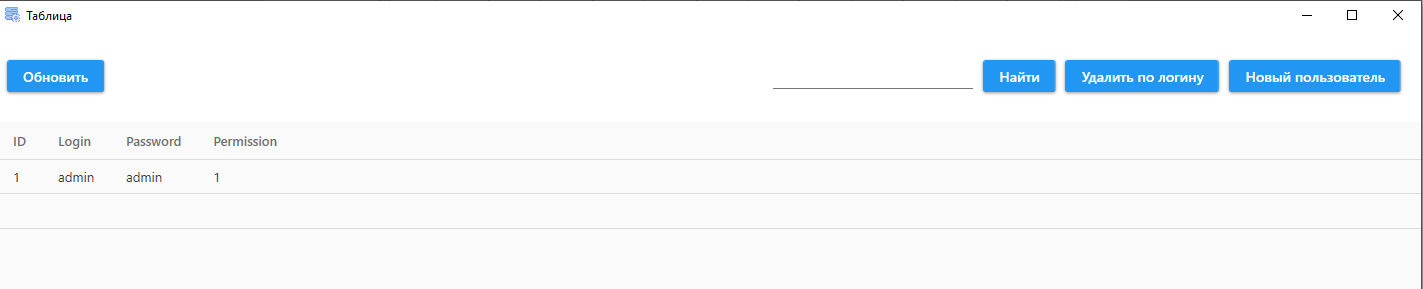 Таблица
Обновить Найти Удалить по логину Новый пользователь
ID Login Password Permission
1 admin admin 1